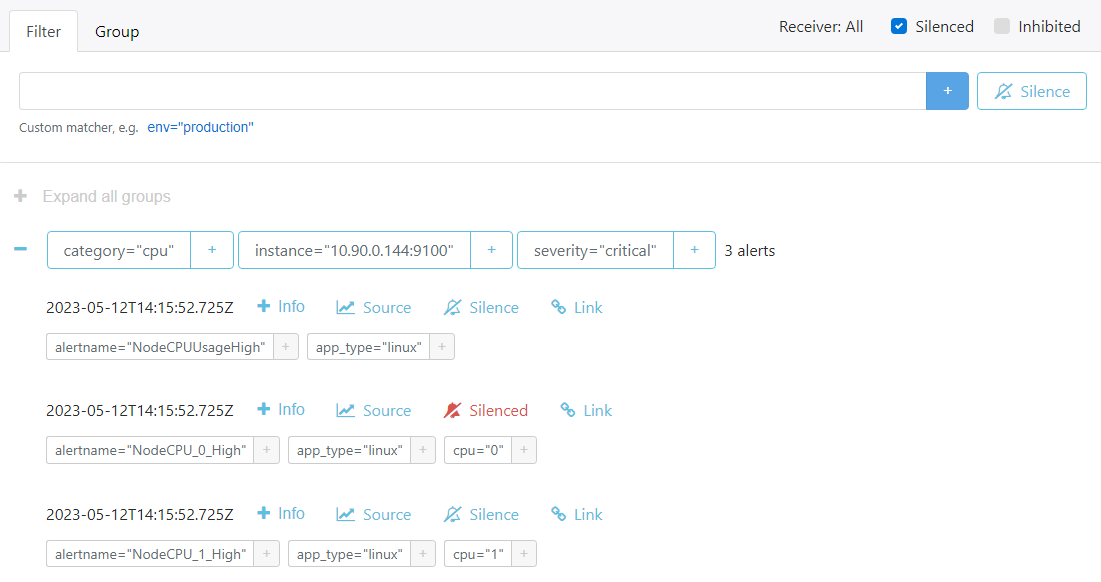 Filter Group Receiver: All Silenced Inhibited
+ Silence
Custom matcher, e.g. env="production"
+ Expand all groups
− category="cpu" + instance="10.90.0.144:9100" + severity="critical" + 3 alerts
2023-05-12T14:15:52.725Z + Info Source Silence Link
alertname="NodeCPUUsageHigh" + app_type="linux" +
2023-05-12T14:15:52.725Z + Info Source Silenced Link
alertname="NodeCPU_0_High" + app_type="linux" + cpu="0" +
2023-05-12T14:15:52.725Z + Info Source Silence Link
alertname="NodeCPU_1_High" + app_type="linux" + cpu="1" +